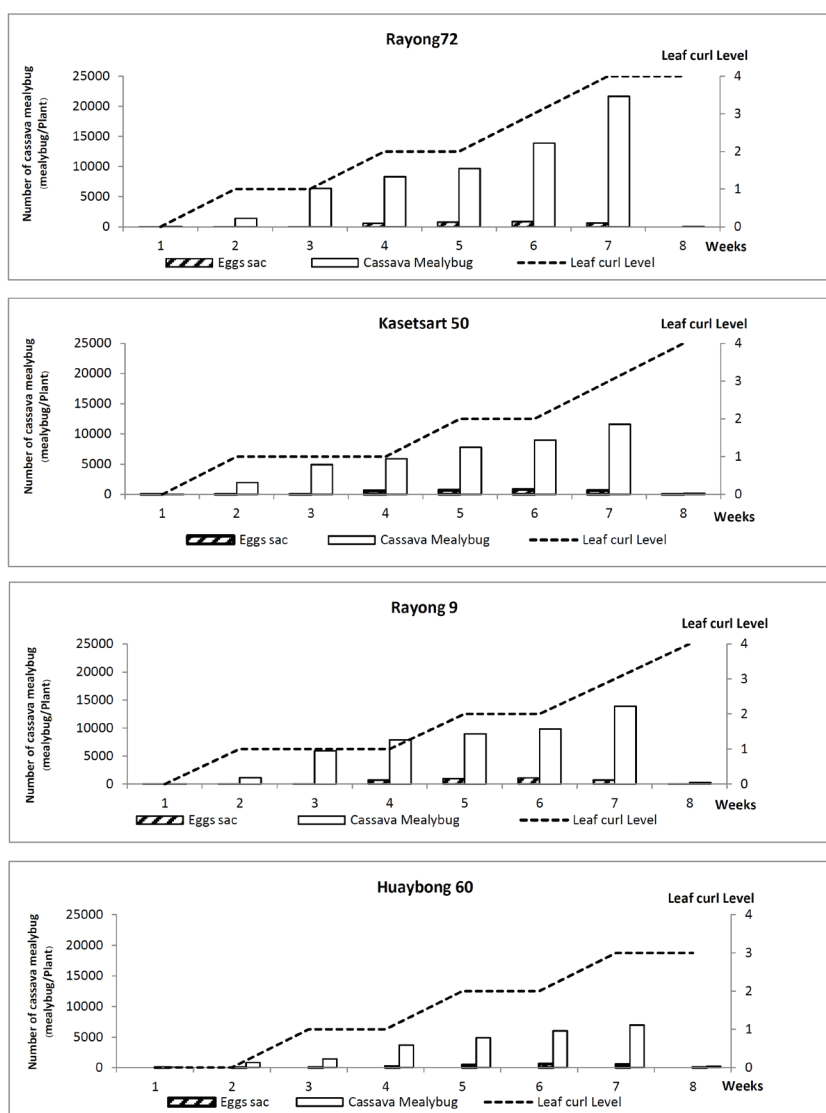 Rayong72
Leaf curl Level
Number of cassava mealybug
(mealybug/Plant)
25000
20000
15000
10000
5000
0
4
3
2
1
0
1 2 3 4 5 6 7 8 Weeks
Eggs sac Cassava Mealybug Leaf curl Level
Kasetsart 50
Leaf curl Level
Number of cassava mealybug
(mealybug/Plant)
25000
20000
15000
10000
5000
0
4
3
2
1
0
1 2 3 4 5 6 7 8 Weeks
Eggs sac Cassava Mealybug Leaf curl Level
Rayong 9
Leaf curl Level
Number of cassava mealybug
(mealybug/Plant)
25000
20000
15000
10000
5000
0
4
3
2
1
0
1 2 3 4 5 6 7 8 Weeks
Eggs sac Cassava Mealybug Leaf curl Level
Huaybong 60
Leaf curl Level
Number of cassava mealybug
(mealybug/Plant)
25000
20000
15000
10000
5000
0
4
3
2
1
0
1 2 3 4 5 6 7 8 Weeks
Eggs sac Cassava Mealybug Leaf curl Level